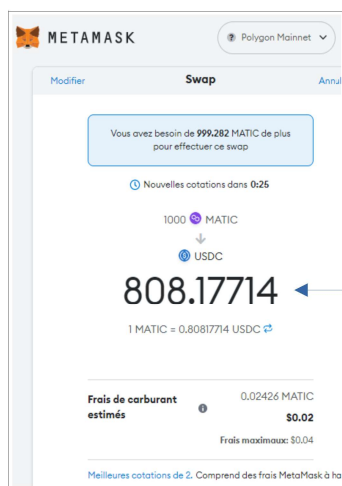 METAMASK
Polygon Mainnet
Modifier Swap Annul
Vous avez besoin de 999.282 MATIC de plus
pour effectuer ce swap
Nouvelles cotations dans 0:25
1000 MATIC
USDC
808.17714
1 MATIC = 0.80817714 USDC
Frais de carburant estimés
0.02426 MATIC
$0.02
Frais maximaux: $0.04
Meilleures cotations de 2. Comprend des frais MetaMask à ha